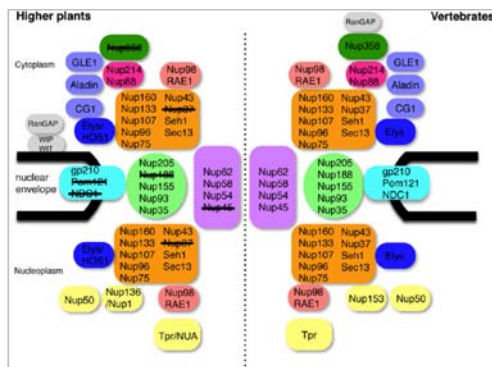 Higher plants
Vertebrates
Cytoplasm
Nup358
GLE1
Nup214
Nup88
Aladin
CG1
Nup98
RAE1
Nup160
Nup133
Nup107
Nup96
Nup75
Nup43
Nup37
Seh1
Sec13
Elys/
HOS1
RanGAP
WIP
WIT
nuclear
envelope
gp210
Pom121
NDC1
Nup205
Nup188
Nup155
Nup93
Nup35
Nup62
Nup58
Nup54
Nup45
Elys/
HOS1
Nup160
Nup133
Nup107
Nup96
Nup75
Nup43
Nup37
Seh1
Sec13
Nucleoplasm
Nup50
Nup136
/Nup1
Nup98
RAE1
Tpr/NUA
RanGAP
Nup358
Nup98
RAE1
Nup214
Nup88
GLE1
Aladin
CG1
Nup160
Nup133
Nup107
Nup96
Nup75
Nup43
Nup37
Seh1
Sec13
Elys
Nup62
Nup58
Nup54
Nup45
Nup205
Nup188
Nup155
Nup93
Nup35
gp210
Pom121
NDC1
Nup160
Nup133
Nup107
Nup96
Nup75
Nup43
Nup37
Seh1
Sec13
Elys
Nup98
RAE1
Nup153
Nup50
Tpr